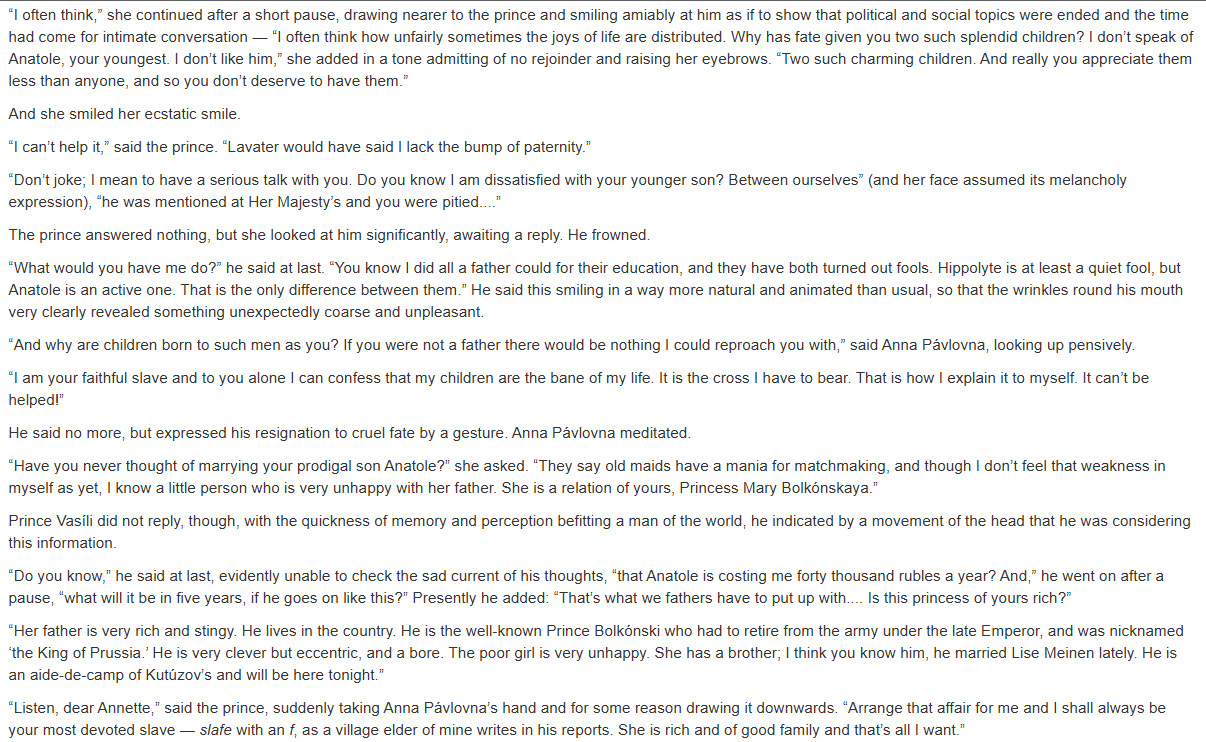 “I often think,” she continued after a short pause, drawing nearer to the prince and smiling amiably at him as if to show that political and social topics were ended and the time
had come for intimate conversation — “I often think how unfairly sometimes the joys of life are distributed. Why has fate given you two such splendid children? I don’t speak of
Anatole, your youngest. I don’t like him,” she added in a tone admitting of no rejoinder and raising her eyebrows. “Two such charming children. And really you appreciate them
less than anyone, and so you don’t deserve to have them.”
And she smiled her ecstatic smile.
“I can’t help it,” said the prince. “Lavater would have said I lack the bump of paternity.”
“Don’t joke; I mean to have a serious talk with you. Do you know I am dissatisfied with your younger son? Between ourselves” (and her face assumed its melancholy
expression), “he was mentioned at Her Majesty’s and you were pitied....”
The prince answered nothing, but she looked at him significantly, awaiting a reply. He frowned.
“What would you have me do?” he said at last. “You know I did all a father could for their education, and they have both turned out fools. Hippolyte is at least a quiet fool, but
Anatole is an active one. That is the only difference between them.” He said this smiling in a way more natural and animated than usual, so that the wrinkles round his mouth
very clearly revealed something unexpectedly coarse and unpleasant.
“And why are children born to such men as you? If you were not a father there would be nothing I could reproach you with,” said Anna Pávlovna, looking up pensively.
“I am your faithful slave and to you alone I can confess that my children are the bane of my life. It is the cross I have to bear. That is how I explain it to myself. It can’t be
helped!”
He said no more, but expressed his resignation to cruel fate by a gesture. Anna Pávlovna meditated.
“Have you never thought of marrying your prodigal son Anatole?” she asked. “They say old maids have a mania for matchmaking, and though I don’t feel that weakness in
myself as yet, I know a little person who is very unhappy with her father. She is a relation of yours, Princess Mary Bolkónskaya.”
Prince Vasíli did not reply, though, with the quickness of memory and perception befitting a man of the world, he indicated by a movement of the head that he was considering
this information.
“Do you know,” he said at last, evidently unable to check the sad current of his thoughts, “that Anatole is costing me forty thousand rubles a year? And,” he went on after a
pause, “what will it be in five years, if he goes on like this?” Presently he added: “That’s what we fathers have to put up with.... Is this princess of yours rich?”
“Her father is very rich and stingy. He lives in the country. He is the well-known Prince Bolkónski who had to retire from the army under the late Emperor, and was nicknamed
‘the King of Prussia.’ He is very clever but eccentric, and a bore. The poor girl is very unhappy. She has a brother; I think you know him, he married Lise Meinen lately. He is
an aide-de-camp of Kutúzov’s and will be here tonight.”
“Listen, dear Annette,” said the prince, suddenly taking Anna Pávlovna’s hand and for some reason drawing it downwards. “Arrange that affair for me and I shall always be
your most devoted slave — slafe with an f, as a village elder of mine writes in his reports. She is rich and of good family and that’s all I want.”